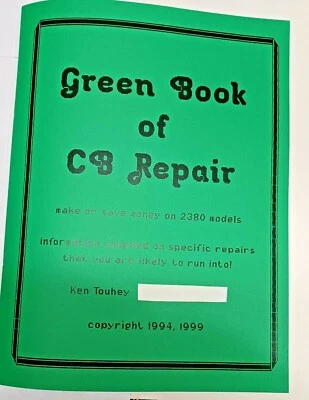 Green Book
of
CB Repair
make or save money on 2380 models
information based on specific repairs
that you are likely to run into!
Ken Touhey
copyright 1994, 1999